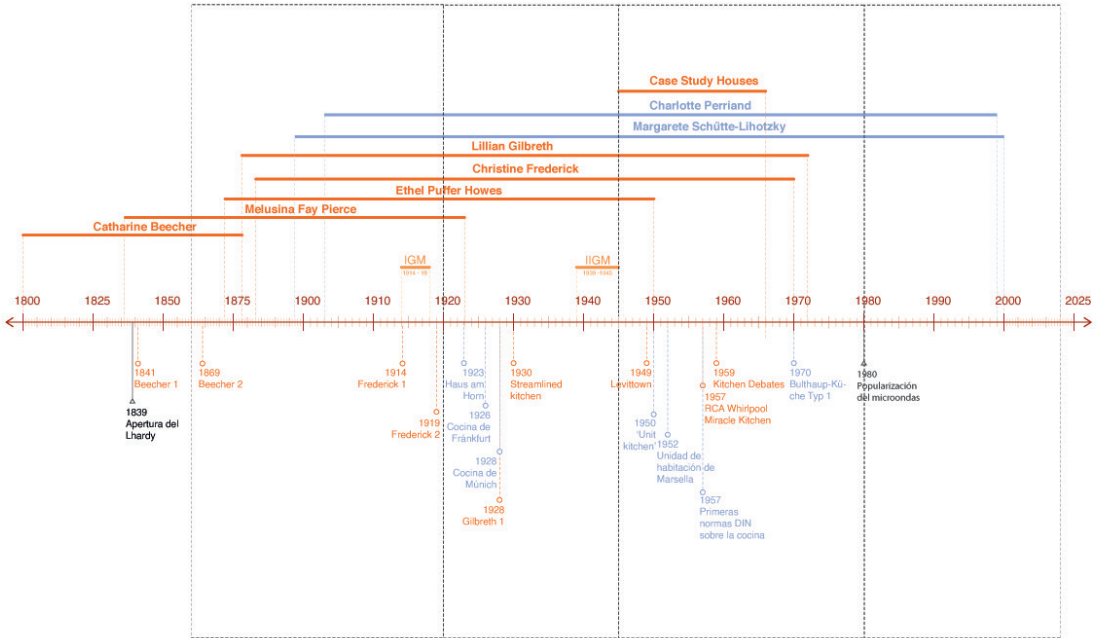 Case Study Houses
Charlotte Perriand
Margarete Schütte-Lihotzky
Lillian Gilbreth
Christine Frederick
Ethel Puffer Howes
Melusina Fay Pierce
Catharine Beecher
IGM
1914 - 18
IIGM
1939 -1945
1800
1825
1850
1875
1900
1910
1920
1930
1940
1950
1960
1970
1980
1990
2000
2025
1841
Beecher 1
1869
Beecher 2
1839
Apertura del
Lhardy
1914
Frederick 1
1919
Frederick 2
1923
Haus am
Horn
1926
Cocina de
Fránkfurt
1928
Cocina de
Múnich
1928
Gilbreth 1
1930
Streamlined
kitchen
1949
Levittown
1950
'Unit
kitchen'
1952
Unidad de
habitación de
Marsella
1959
Kitchen Debates
1957
RCA Whirlpool
Miracle Kitchen
1957
Primeras
normas DIN
sobre la cocina
1970
Bulthaup-Kü-
che Typ 1
1980
Popularización
del microondas